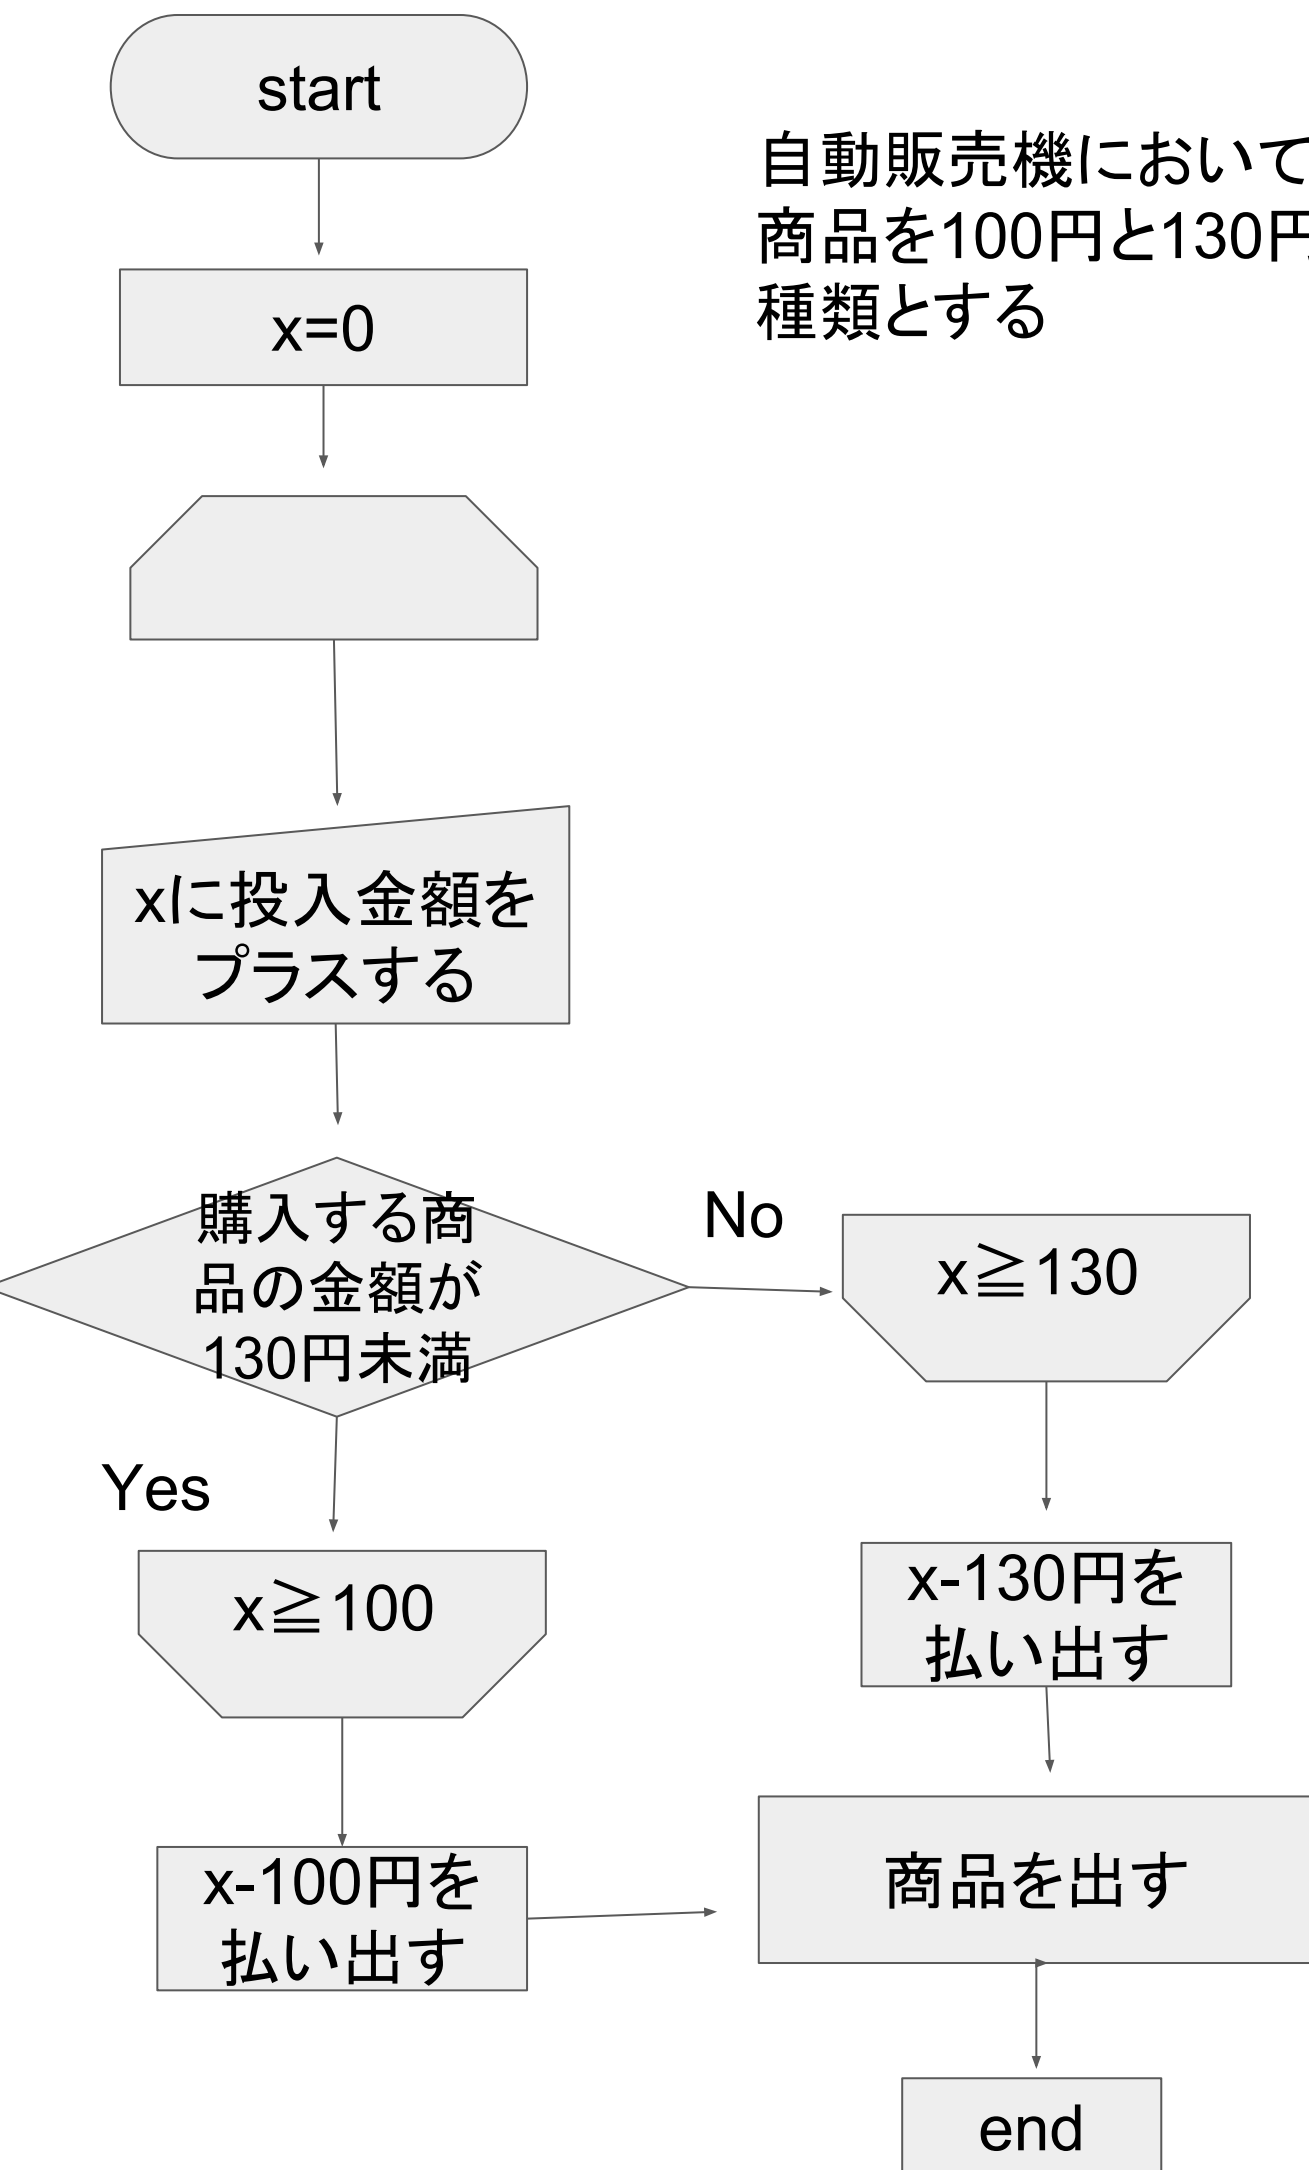 start
自動販売機において
商品を100円と130円
種類とする
x=0
xに投入金額を
プラスする
購入する商
品の金額が
130円未満
No
x≧130
Yes
x≧100
x-130円を
払い出す
x-100円を
払い出す
商品を出す
end